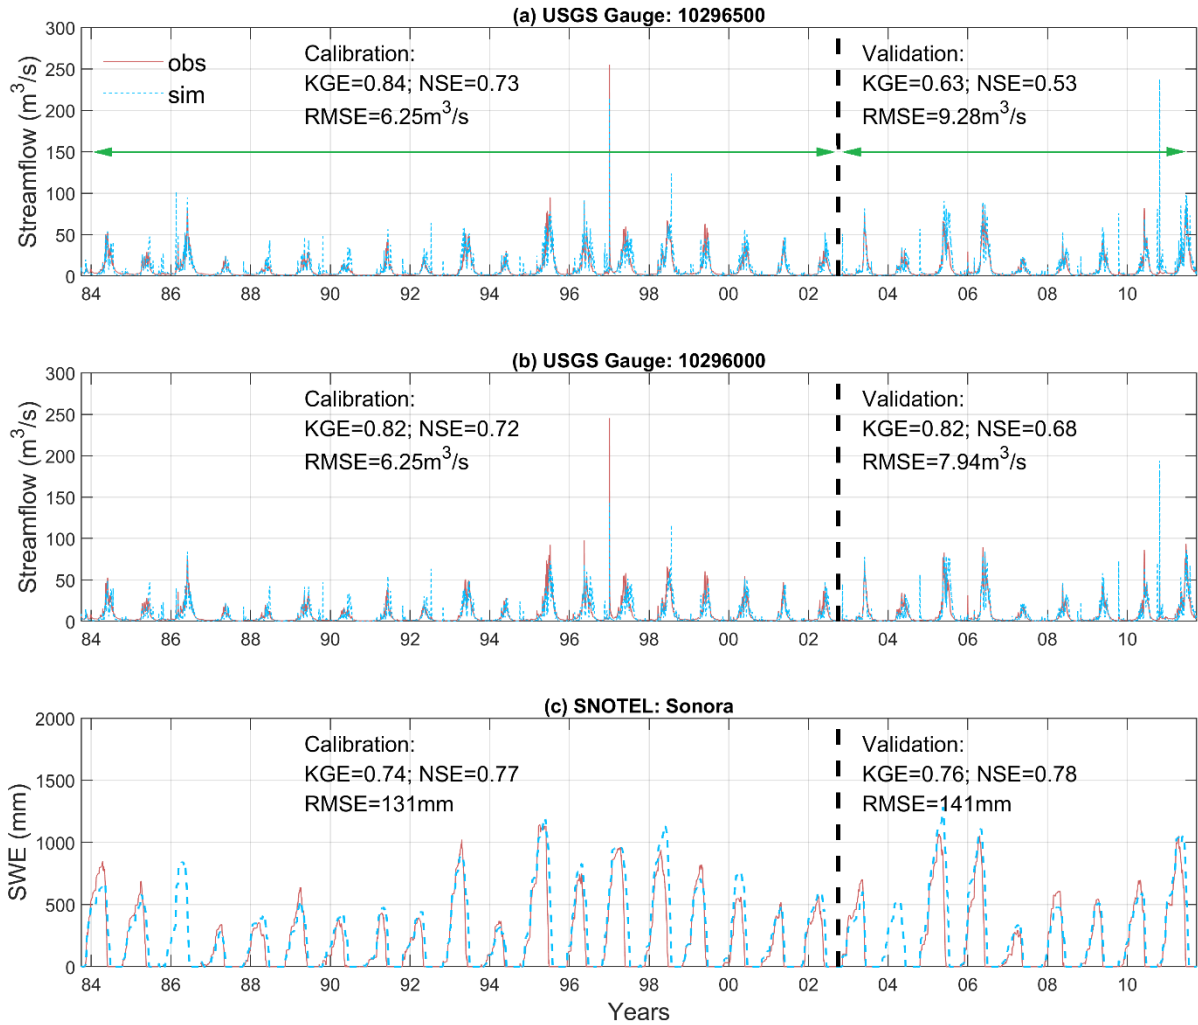 (a) USGS Gauge: 10296500
Streamflow (m³/s)
300
250
200
150
100
50
0
obs
sim
Calibration:
KGE=0.84; NSE=0.73
RMSE=6.25m³/s
Validation:
KGE=0.63; NSE=0.53
RMSE=9.28m³/s
84 86 88 90 92 94 96 98 00 02 04 06 08 10
(b) USGS Gauge: 10296000
Streamflow (m³/s)
300
250
200
150
100
50
0
Calibration:
KGE=0.82; NSE=0.72
RMSE=6.25m³/s
Validation:
KGE=0.82; NSE=0.68
RMSE=7.94m³/s
84 86 88 90 92 94 96 98 00 02 04 06 08 10
(c) SNOTEL: Sonora
SWE (mm)
2000
1500
1000
500
0
Calibration:
KGE=0.74; NSE=0.77
RMSE=131mm
Validation:
KGE=0.76; NSE=0.78
RMSE=141mm
84 86 88 90 92 94 96 98 00 02 04 06 08 10
Years